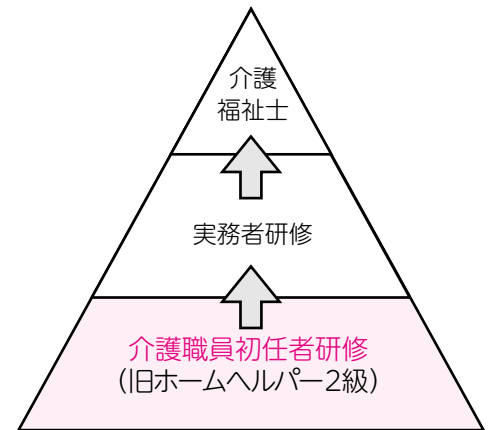 介護
福祉士
実務者研修
介護職員初任者研修
（旧ホームヘルパー2級）